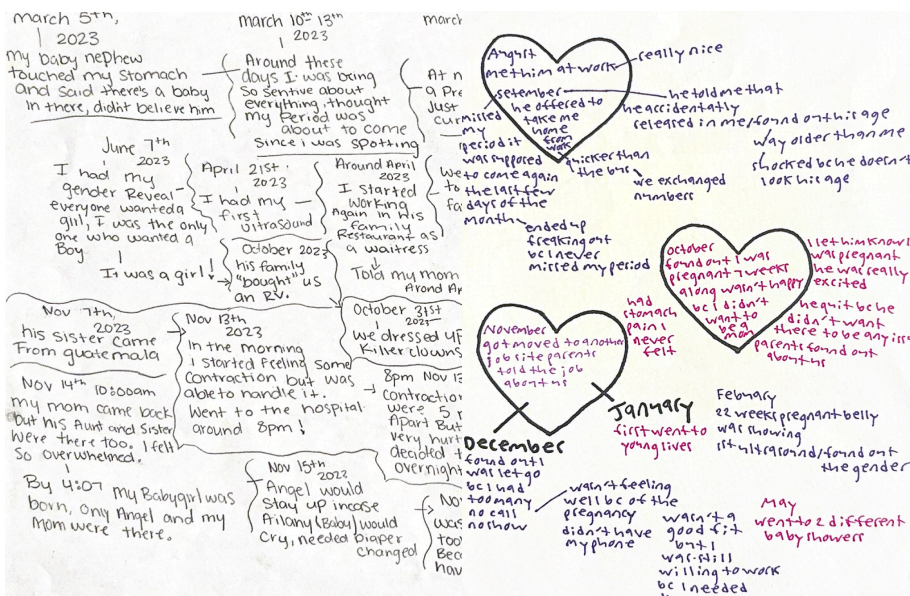 march 5th,
2023
my baby nephew
touched my stomach
and said there's a baby
in there, didn't believe him
march 10th 13th
2023
Around these
days I was being
so sentive about
everything, thought
my Period was
about to come
since i was spotting
march
At n
a Pre
Just
cur
June 7th
2023
I had my
gender Reveal
everyone wanted a
girl, I was the only
one who wanted a
Boy
It was a girl!
April 21st
2023
I had my
first
ultrasound
Around April
2023
I started
working
Again in his
family
Restaurant as
a waitress
Told my mom
Arond Ap
we
to
fa
October 2023
his family
"bought" us
an RV.
Nov 7th,
2023
his sister came
From guatemala
Nov 13th
2023
In the morning
I started feeling some
contraction but was
able to handle it.
Went to the hospital
around 8pm!
October 31st
2023
we dressed up
Killer clowns
Nov 14th 10:00am
my mom came back
but his Aunt and Sister
were there too. I felt
so overwhelmed.
By 4:07 my Babygirl was
born, only Angel and my
Mom were there.
8pm Nov 13
contractio
were 5 m
Apart But
very hurt
decided t
overnight
Nov 15th
2023
Angel would
stay up incase
Ailany (Baby) would
cry, needed Diaper
changed
No
was
too
Bec
hav
August
met him at work
really nice
setember
he offered to
take me
home
from
work
quicker than
the bus
we exchanged
numbers
he told me that
he accidentatly
released in me/found out his age
way older than me
shocked bc he doesn't
look his age
missed
my
period it
was supposed
to come again
the last few
days of the
month
ended up
freaking out
bc I never
missed my period
October
found out I was
pregnant 7 weeks
along wasn't happy
bc I didn't
want to
be a
mom
I let him know I
was pregnant
he was really
excited
he quit bc he
didn't want
there to be any iss
parents found out
about us
had
stomach
pain I
never
felt
November
got moved to another
job site parents
told the job
about us
December
found out I
was let go
bc I had
too many
no call
no show
wasn't feeling
well bc of the
pregnancy
didn't have
my phone
January
first went to
young lives
Febuary
22 weeks pregnant belly
was showing
1st ultrasound/found out
the gender
wasn't a
good fit
but I
was still
willing to work
bc I needed
May
went to 2 different
baby showers